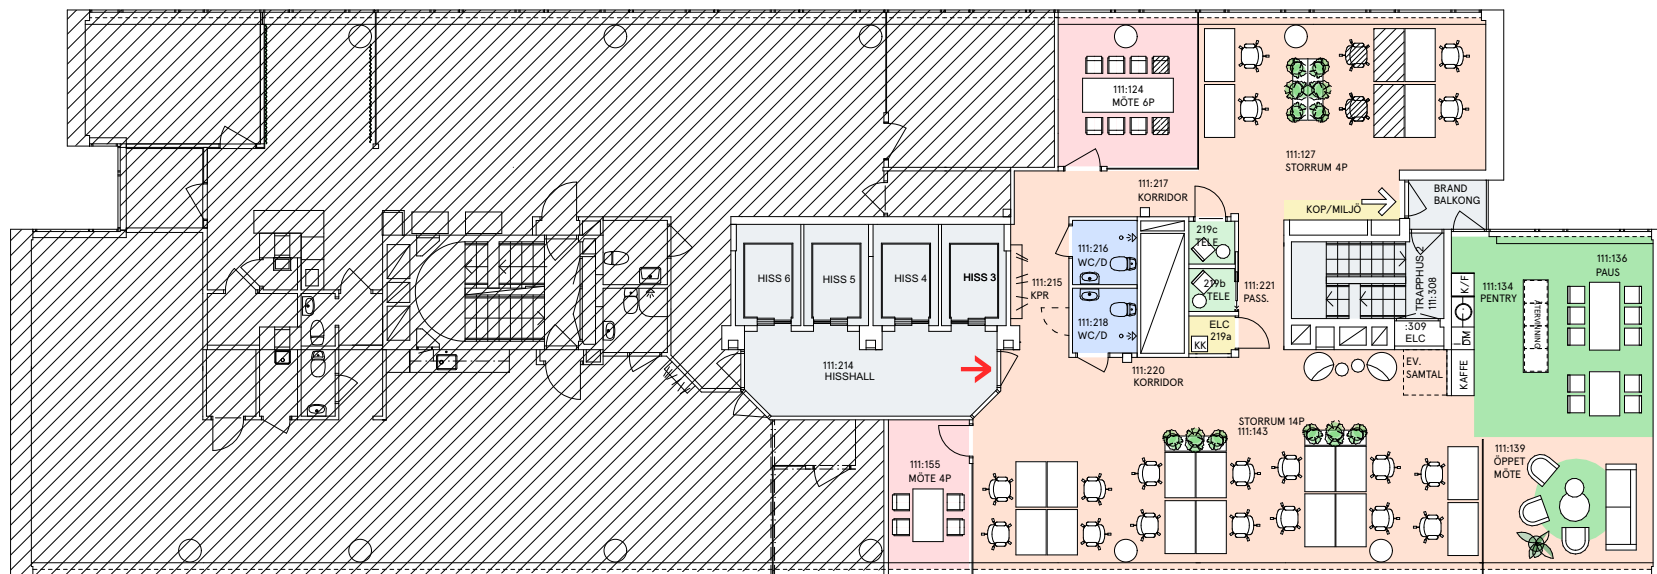 111:124
MÖTE 6P
111:127
STORRUM 4P
111:217
KORRIDOR
KOP/MILJÖ
BRAND
BALKONG
HISS 6
HISS 5
HISS 4
HISS 3
111:215
KPR
111:216
WC/D
111:218
WC/D
219c
TELE
219b
TELE
ELC
219a
KK
111:221
PASS.
TRAPPHUS2
111:308
:309
ELC
K/F
DM
KAFFE
111:134
PENTRY
111:136
PAUS
ÅTERVINNING
EV.
SAMTAL
111:214
HISSHALL
111:220
KORRIDOR
STORRUM 14P
111:143
111:155
MÖTE 4P
111:139
ÖPPET
MÖTE